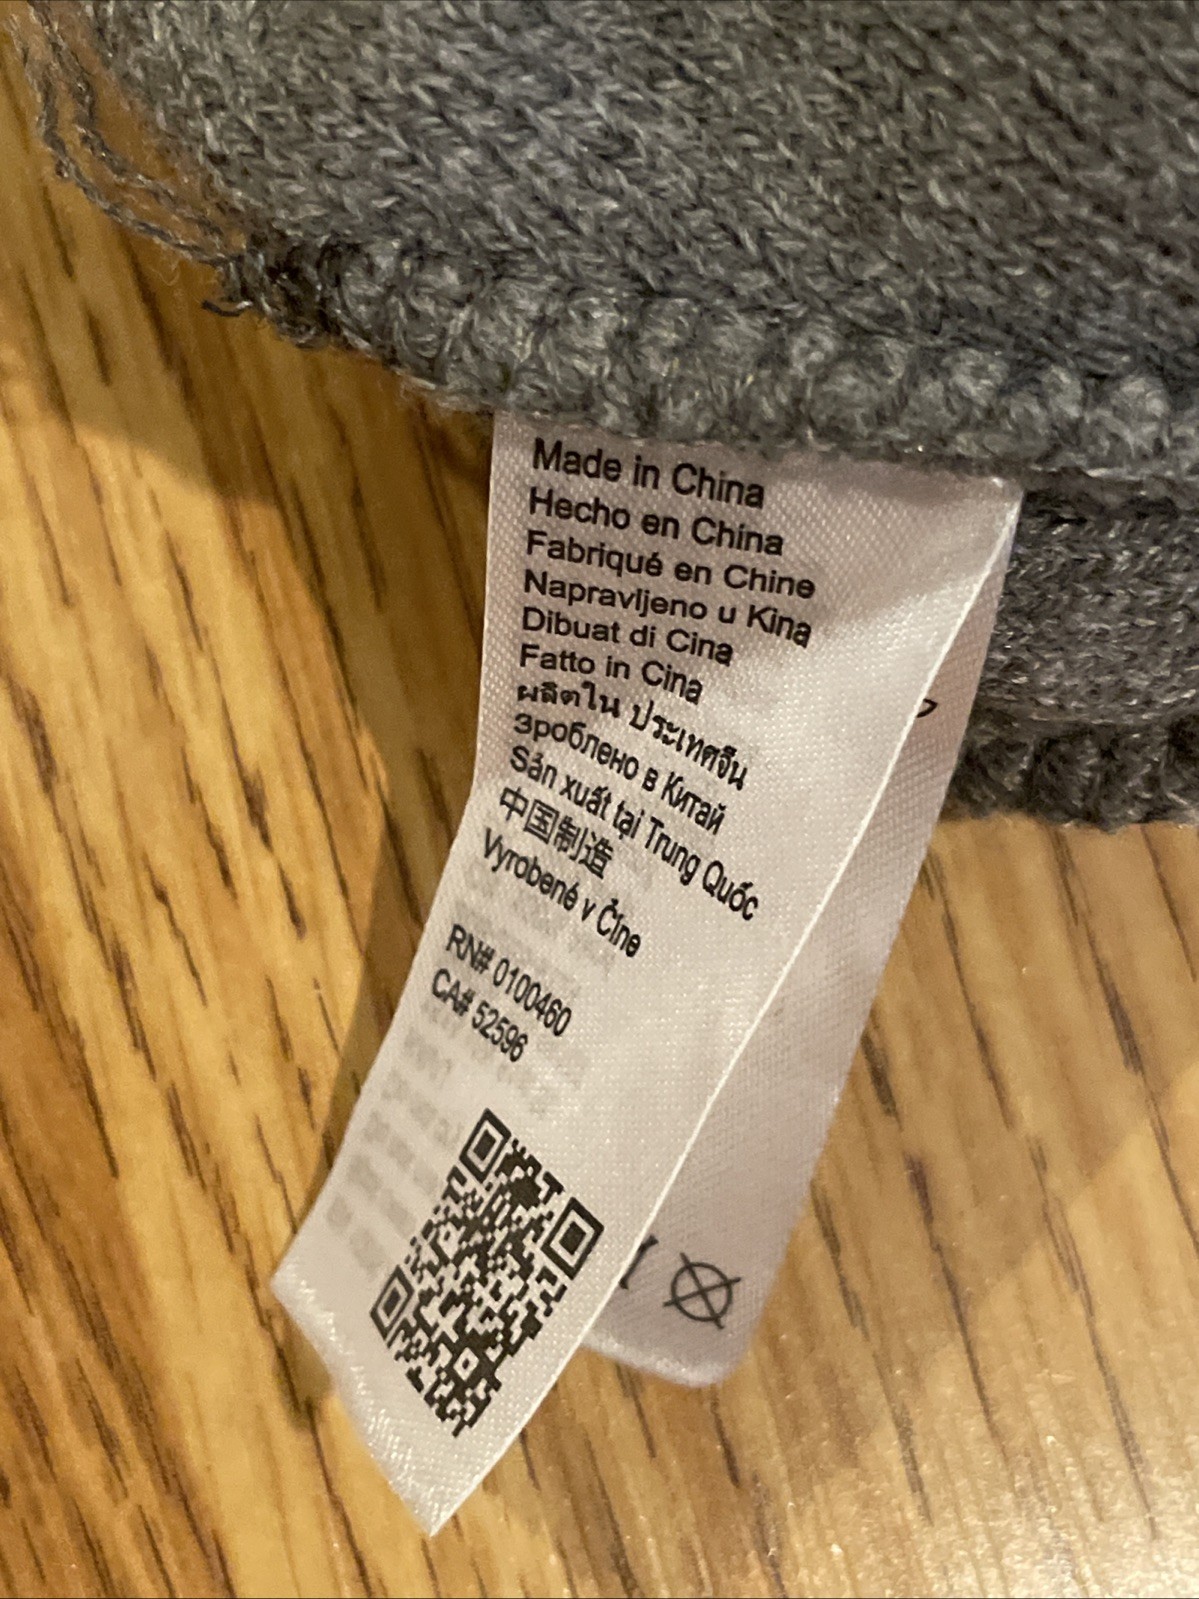 Made in China
Hecho en China
Fabriqué en Chine
Napravljeno u Kina
Dibuat di Cina
Fatto in Cina
ผลิตใน ประเทศจีน
Зроблено в Китай
Sản xuất tại Trung Quốc
中国制造
Vyrobené v Číne
RN# 0100460
CA# 52596